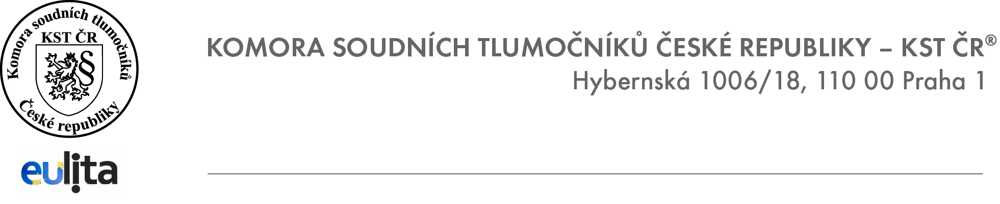 Komora soudních tlumočníků
KST ČR
§
České republiky
eulita
KOMORA SOUDNÍCH TLUMOČNÍKŮ ČESKÉ REPUBLIKY – KST ČR®
Hybernská 1006/18, 110 00 Praha 1